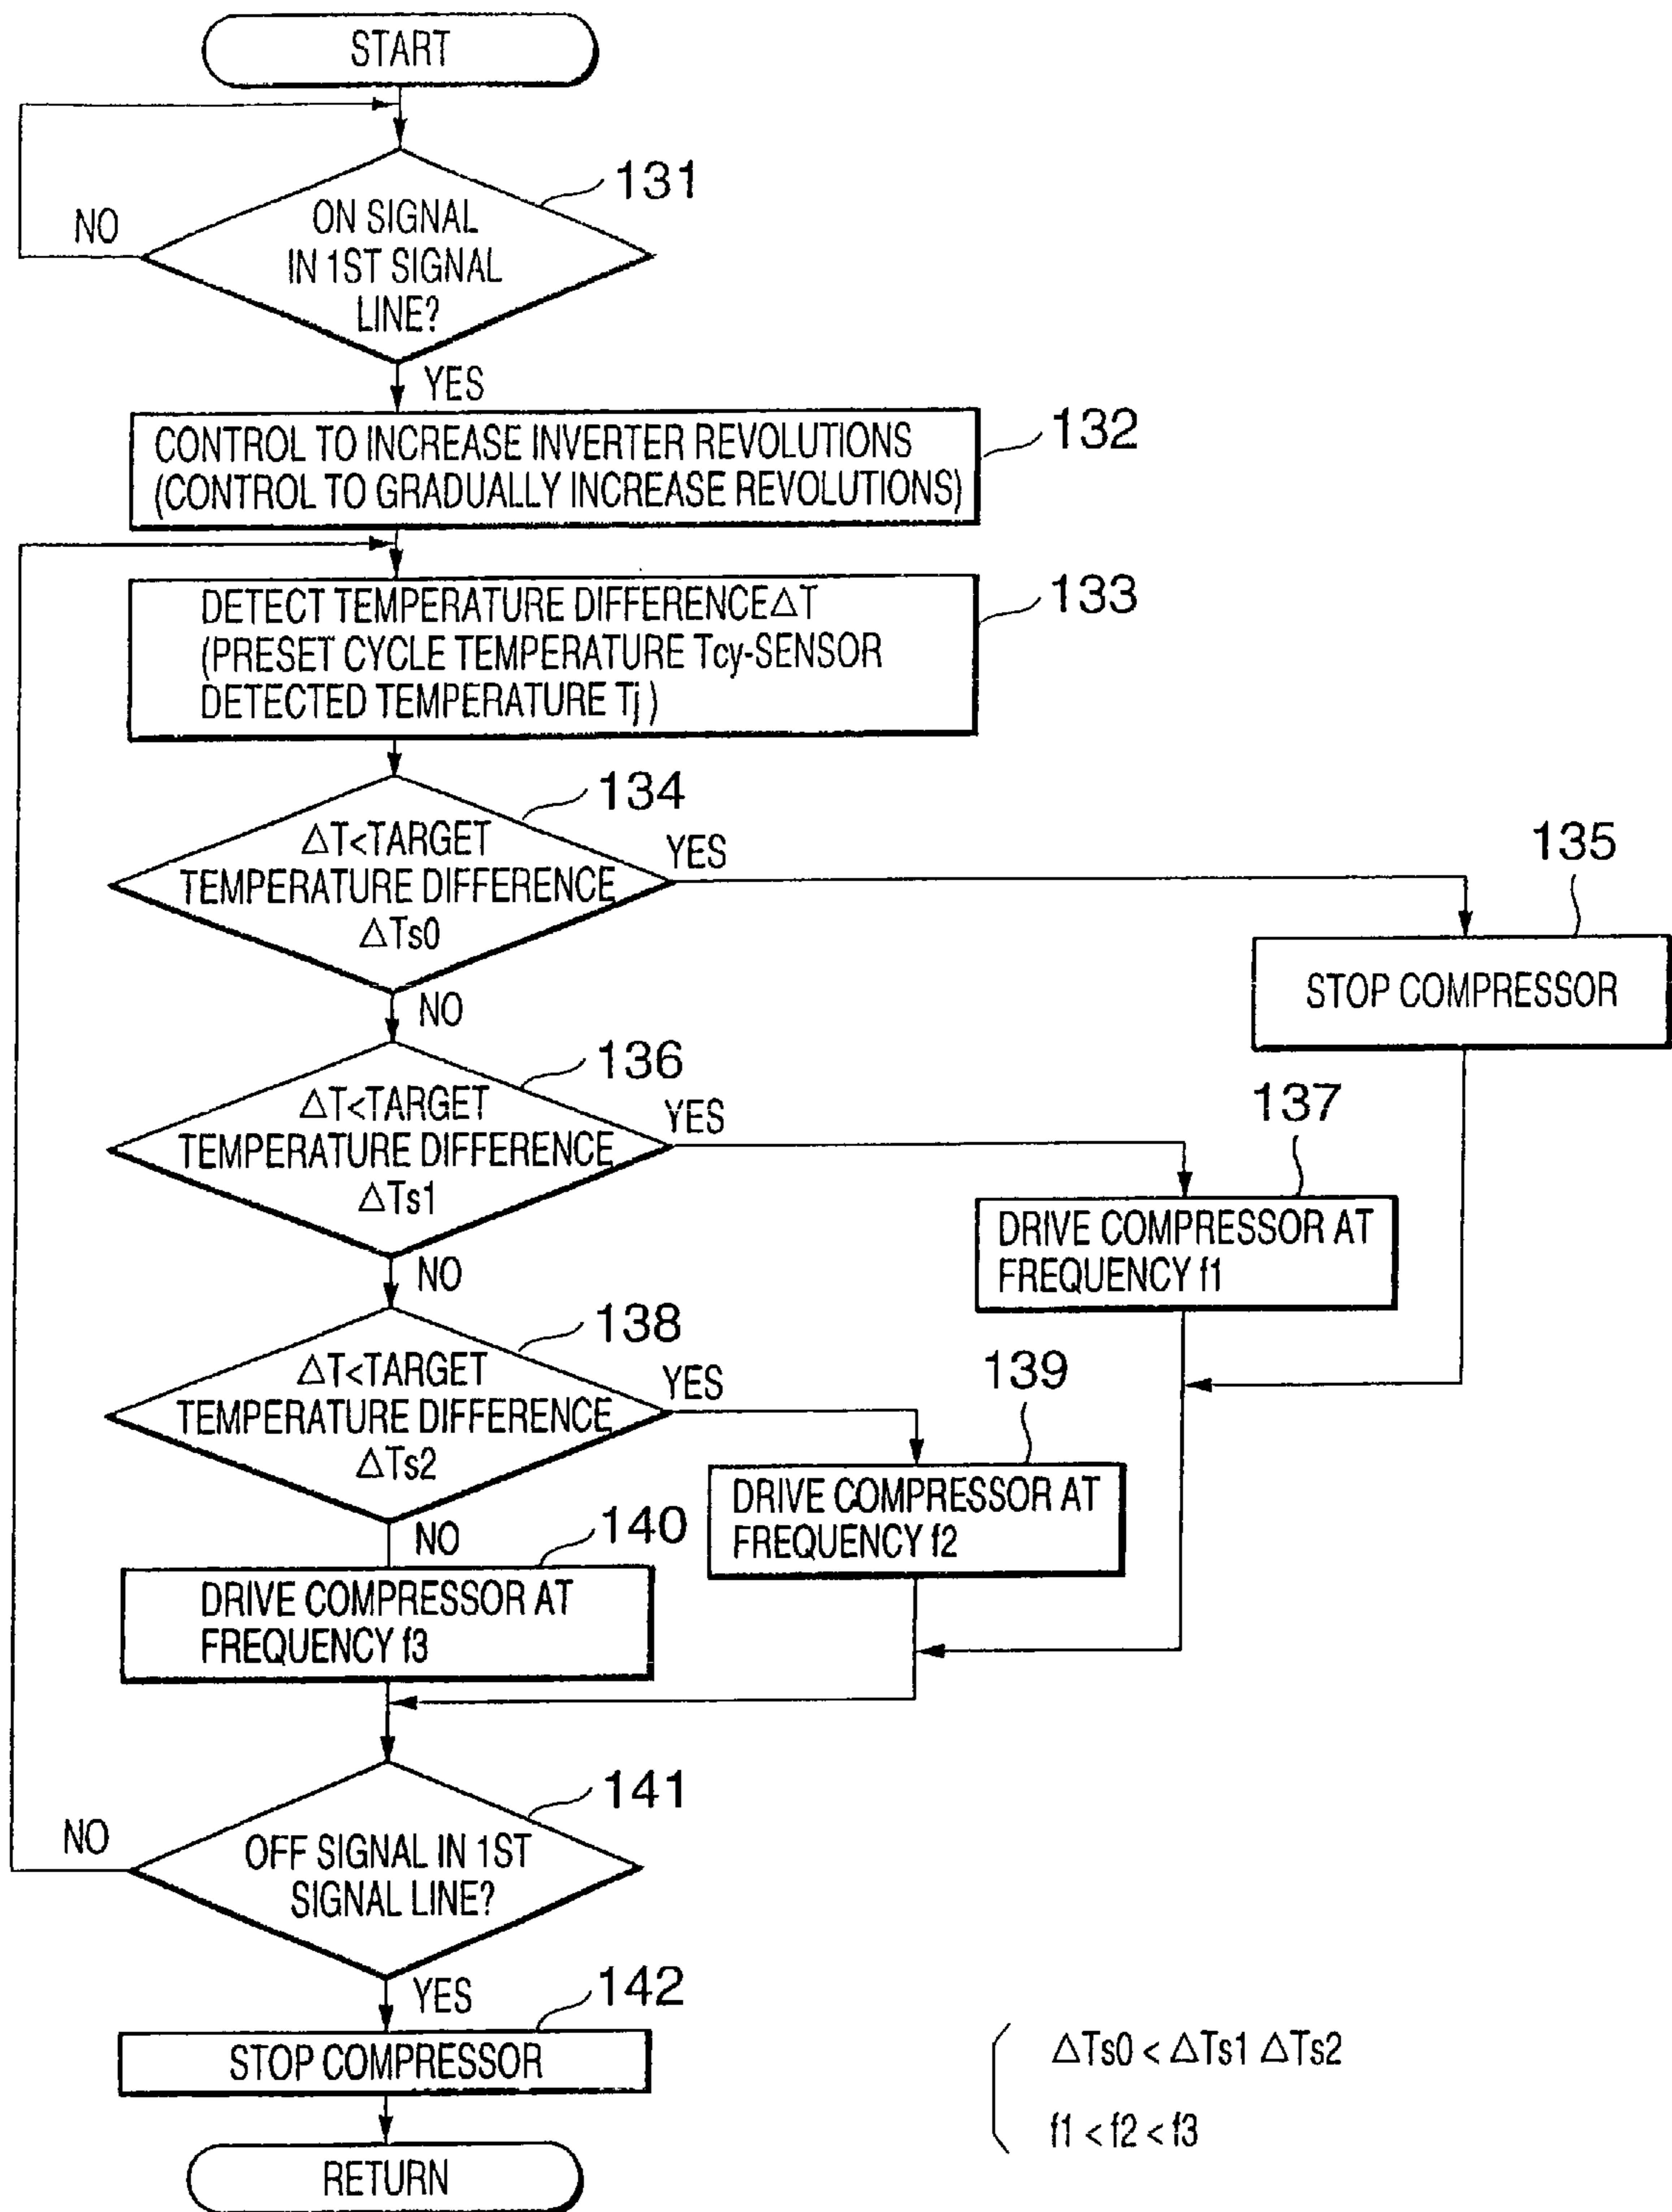 START
131
NO
ON SIGNAL
IN 1ST SIGNAL
LINE?
YES
CONTROL TO INCREASE INVERTER REVOLUTIONS
(CONTROL TO GRADUALLY INCREASE REVOLUTIONS)
132
DETECT TEMPERATURE DIFFERENCE△T
(PRESET CYCLE TEMPERATURE Tcy-SENSOR
DETECTED TEMPERATURE Tj)
133
134
△T<TARGET
TEMPERATURE DIFFERENCE
△Ts0
YES
135
STOP COMPRESSOR
NO
136
△T<TARGET
TEMPERATURE DIFFERENCE
△Ts1
YES
137
DRIVE COMPRESSOR AT
FREQUENCY f1
NO
138
△T<TARGET
TEMPERATURE DIFFERENCE
△Ts2
YES
139
DRIVE COMPRESSOR AT
FREQUENCY f2
NO
140
DRIVE COMPRESSOR AT
FREQUENCY f3
141
NO
OFF SIGNAL IN 1ST
SIGNAL LINE?
YES
142
STOP COMPRESSOR
RETURN
△Ts0 < △Ts1 △Ts2
f1 < f2 < f3